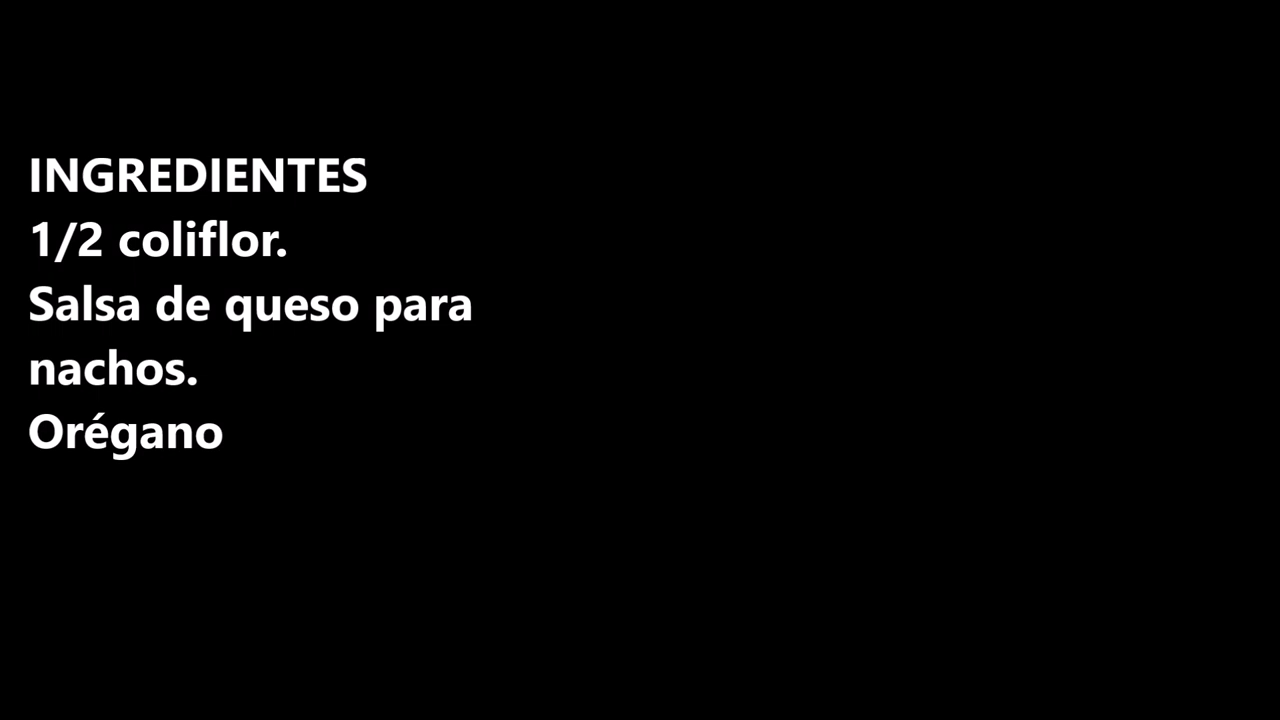 INGREDIENTES
1/2 coliflor.
Salsa de queso para
nachos.
Orégano